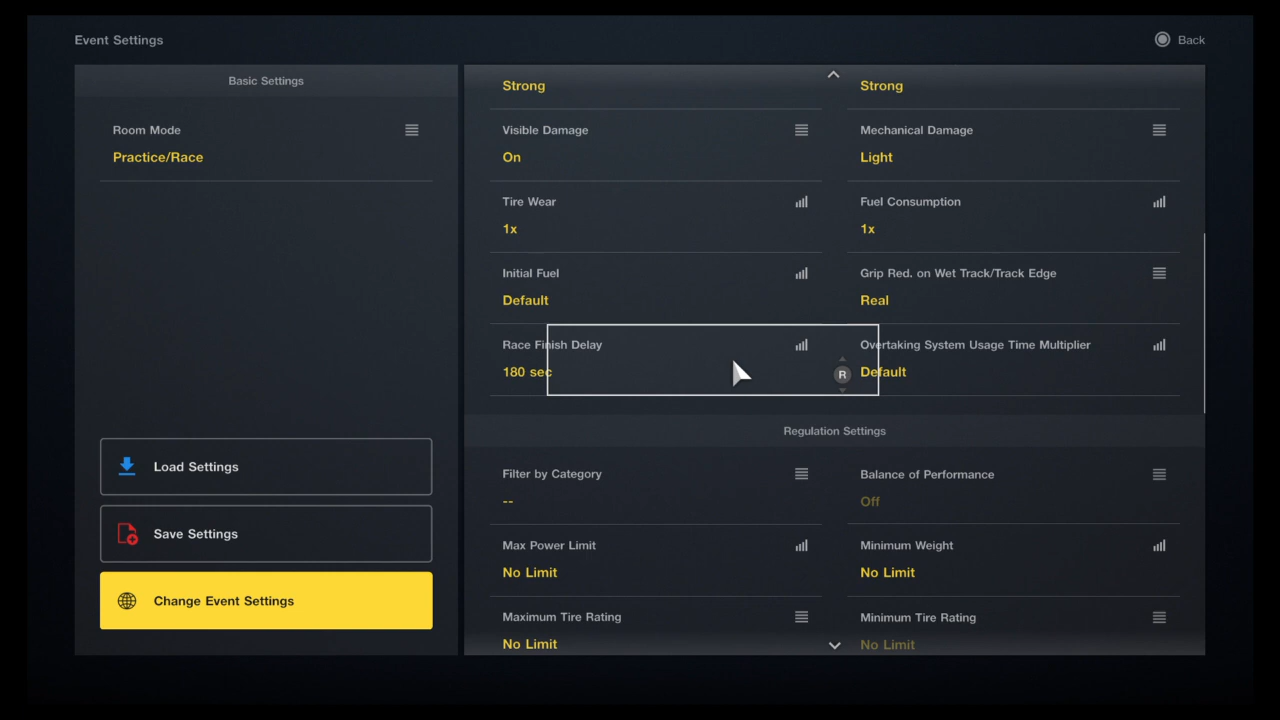 Event Settings
Back
Basic Settings
Room Mode
Practice/Race
Load Settings
Save Settings
Change Event Settings
Strong
Strong
Visible Damage
On
Mechanical Damage
Light
Tire Wear
1x
Fuel Consumption
1x
Initial Fuel
Default
Grip Red. on Wet Track/Track Edge
Real
Race Finish Delay
180 sec
R
Overtaking System Usage Time Multiplier
Default
Regulation Settings
Filter by Category
--
Balance of Performance
Off
Max Power Limit
No Limit
Minimum Weight
No Limit
Maximum Tire Rating
No Limit
Minimum Tire Rating
No Limit